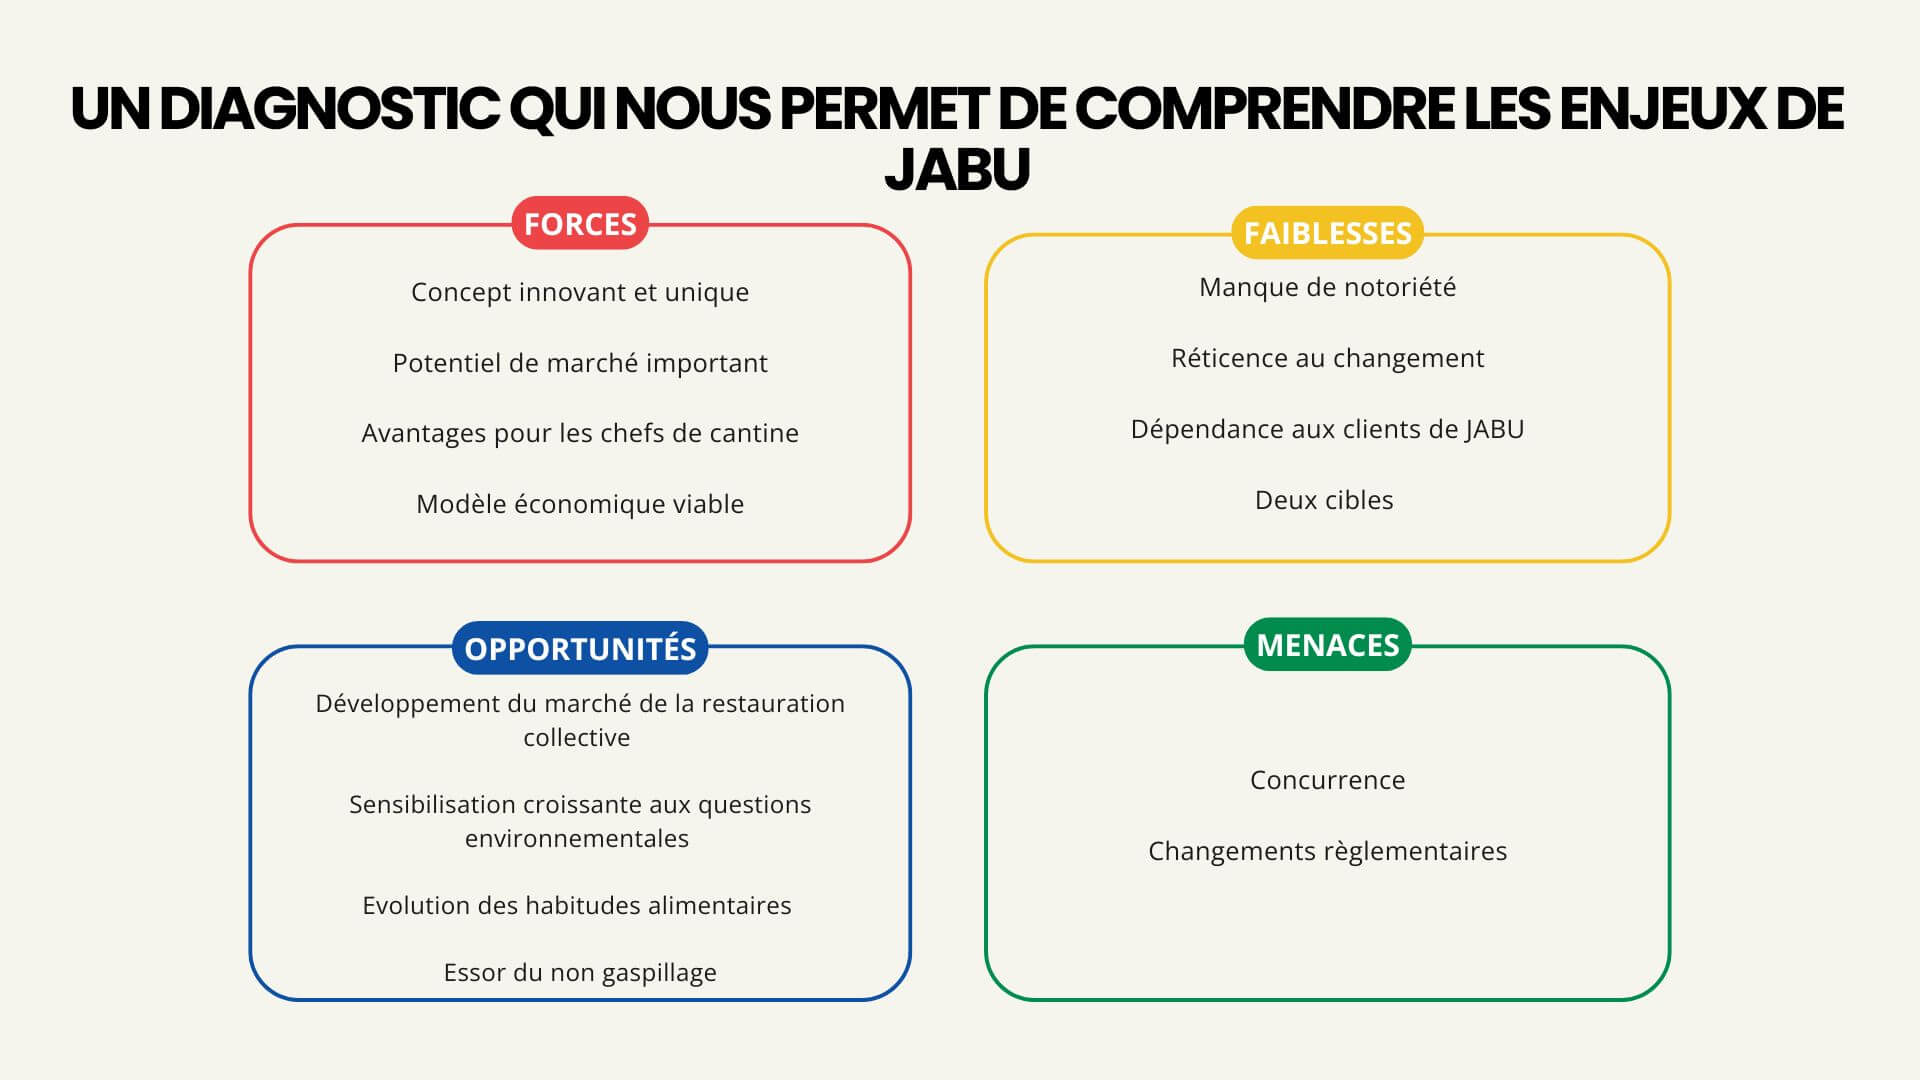 UN DIAGNOSTIC QUI NOUS PERMET DE COMPRENDRE LES ENJEUX DE
JABU
FORCES
Concept innovant et unique
Potentiel de marché important
Avantages pour les chefs de cantine
Modèle économique viable
FAIBLESSES
Manque de notoriété
Réticence au changement
Dépendance aux clients de JABU
Deux cibles
OPPORTUNITÉS
Développement du marché de la restauration
collective
Sensibilisation croissante aux questions
environnementales
Evolution des habitudes alimentaires
Essor du non gaspillage
MENACES
Concurrence
Changements règlementaires